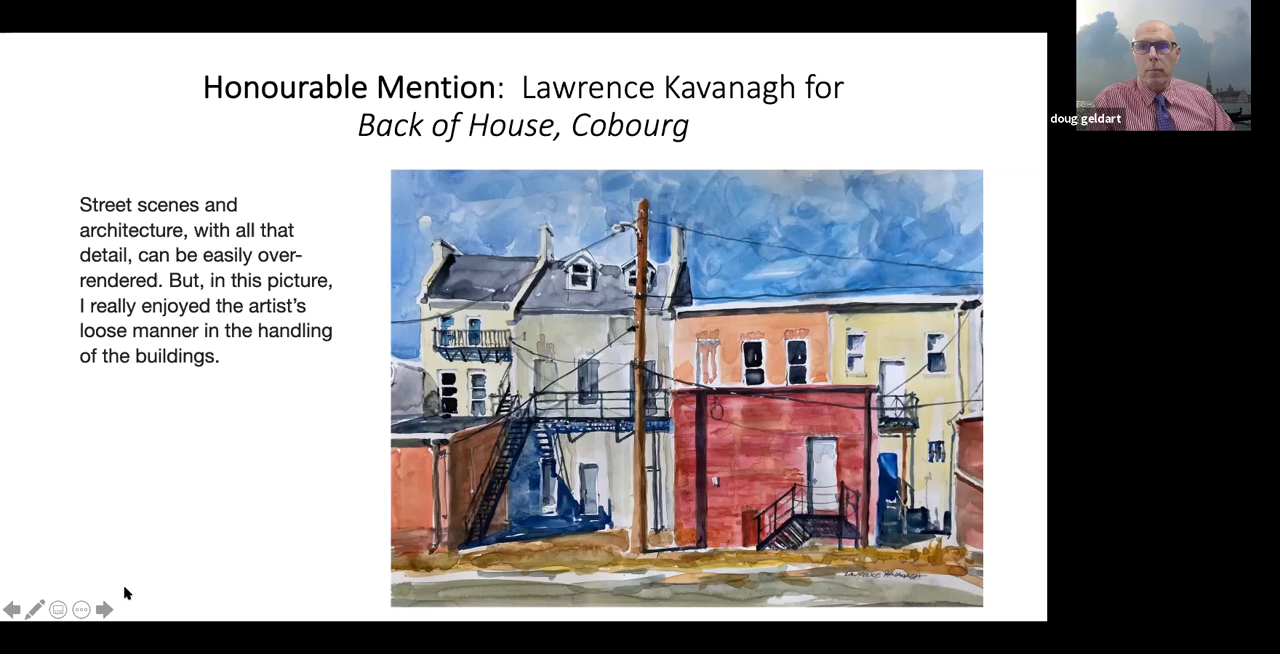 Honourable Mention:  Lawrence Kavanagh for
Back of House, Cobourg
Street scenes and
architecture, with all that
detail, can be easily over-
rendered. But, in this picture,
I really enjoyed the artist’s
loose manner in the handling
of the buildings.
doug geldart